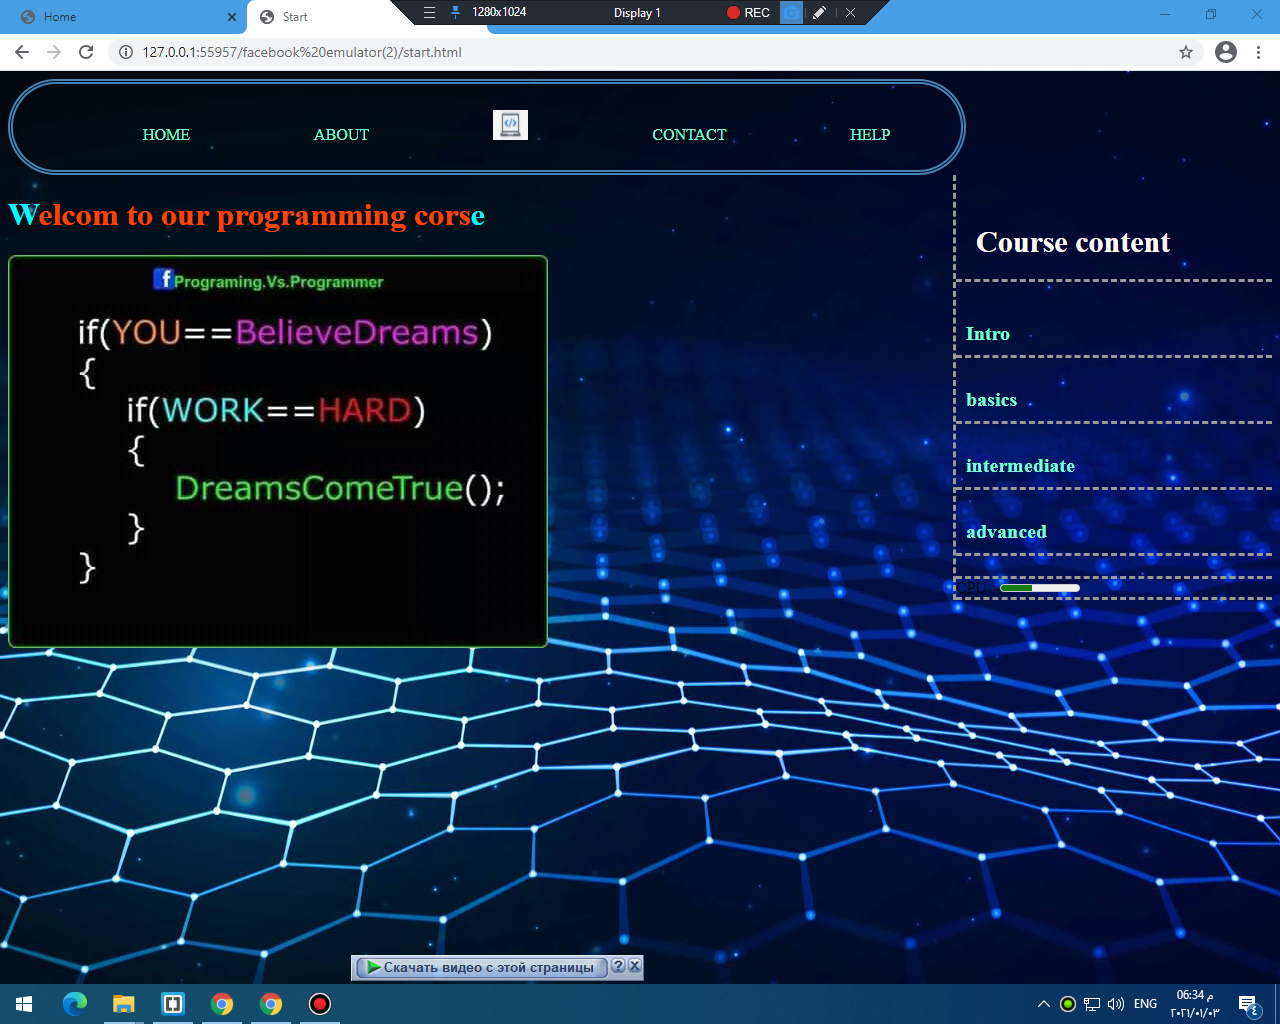 Home
Start
1280x1024
Display 1
REC
127.0.0.1:55957/facebook%20emulator(2)/start.html
HOME
ABOUT
CONTACT
HELP
Welcom to our programming corse
Programing.Vs.Programmer
if(YOU==BelieveDreams)
{
if(WORK==HARD)
{
DreamsComeTrue();
}
}
Course content
Intro
basics
intermediate
advanced
CPU
Скачать видео с этой страницы
ENG
06:34 م
٢٠٢١/٠١/٠٣
٤